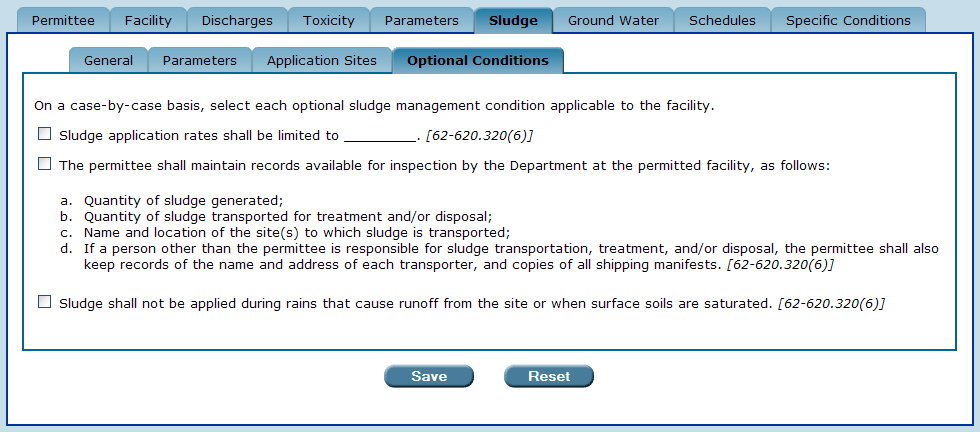 Permittee Facility Discharges Toxicity Parameters Sludge Ground Water Schedules Specific Conditions
General Parameters Application Sites Optional Conditions
On a case-by-case basis, select each optional sludge management condition applicable to the facility.
Sludge application rates shall be limited to _________. [62-620.320(6)]
The permittee shall maintain records available for inspection by the Department at the permitted facility, as follows:
a. Quantity of sludge generated;
b. Quantity of sludge transported for treatment and/or disposal;
c. Name and location of the site(s) to which sludge is transported;
d. If a person other than the permittee is responsible for sludge transportation, treatment, and/or disposal, the permittee shall also
keep records of the name and address of each transporter, and copies of all shipping manifests. [62-620.320(6)]
Sludge shall not be applied during rains that cause runoff from the site or when surface soils are saturated. [62-620.320(6)]
Save Reset